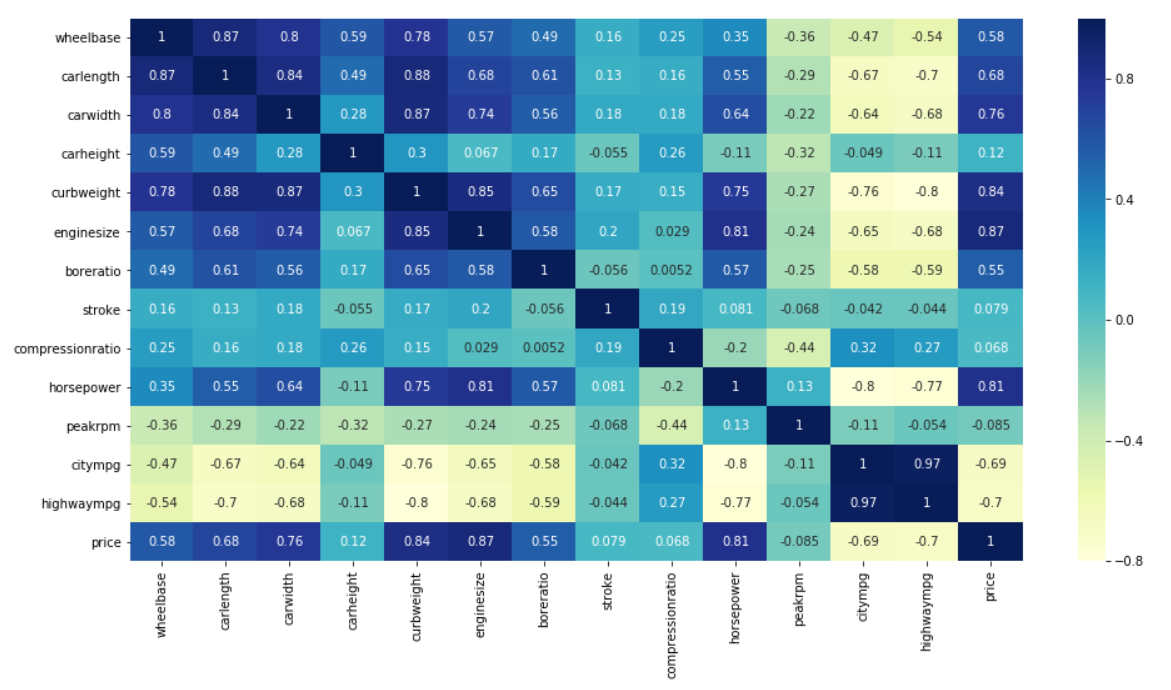 wheelbase 1 0.87 0.8 0.59 0.78 0.57 0.49 0.16 0.25 0.35 -0.36 -0.47 -0.54 0.58
carlength 0.87 1 0.84 0.49 0.88 0.68 0.61 0.13 0.16 0.55 -0.29 -0.67 -0.7 0.68
carwidth 0.8 0.84 1 0.28 0.87 0.74 0.56 0.18 0.18 0.64 -0.22 -0.64 -0.68 0.76
carheight 0.59 0.49 0.28 1 0.3 0.067 0.17 -0.055 0.26 -0.11 -0.32 -0.049 -0.11 0.12
curbweight 0.78 0.88 0.87 0.3 1 0.85 0.65 0.17 0.15 0.75 -0.27 -0.76 -0.8 0.84
enginesize 0.57 0.68 0.74 0.067 0.85 1 0.58 0.2 0.029 0.81 -0.24 -0.65 -0.68 0.87
boreratio 0.49 0.61 0.56 0.17 0.65 0.58 1 -0.056 0.0052 0.57 -0.25 -0.58 -0.59 0.55
stroke 0.16 0.13 0.18 -0.055 0.17 0.2 -0.056 1 0.19 0.081 -0.068 -0.042 -0.044 0.079
compressionratio 0.25 0.16 0.18 0.26 0.15 0.029 0.0052 0.19 1 -0.2 -0.44 0.32 0.27 0.068
horsepower 0.35 0.55 0.64 -0.11 0.75 0.81 0.57 0.081 -0.2 1 0.13 -0.8 -0.77 0.81
peakrpm -0.36 -0.29 -0.22 -0.32 -0.27 -0.24 -0.25 -0.068 -0.44 0.13 1 -0.11 -0.054 -0.085
citympg -0.47 -0.67 -0.64 -0.049 -0.76 -0.65 -0.58 -0.042 0.32 -0.8 -0.11 1 0.97 -0.69
highwaympg -0.54 -0.7 -0.68 -0.11 -0.8 -0.68 -0.59 -0.044 0.27 -0.77 -0.054 0.97 1 -0.7
price 0.58 0.68 0.76 0.12 0.84 0.87 0.55 0.079 0.068 0.81 -0.085 -0.69 -0.7 1
wheelbase carlength carwidth carheight curbweight enginesize boreratio stroke compressionratio horsepower peakrpm citympg highwaympg price
0.8
0.4
0.0
−0.4
−0.8